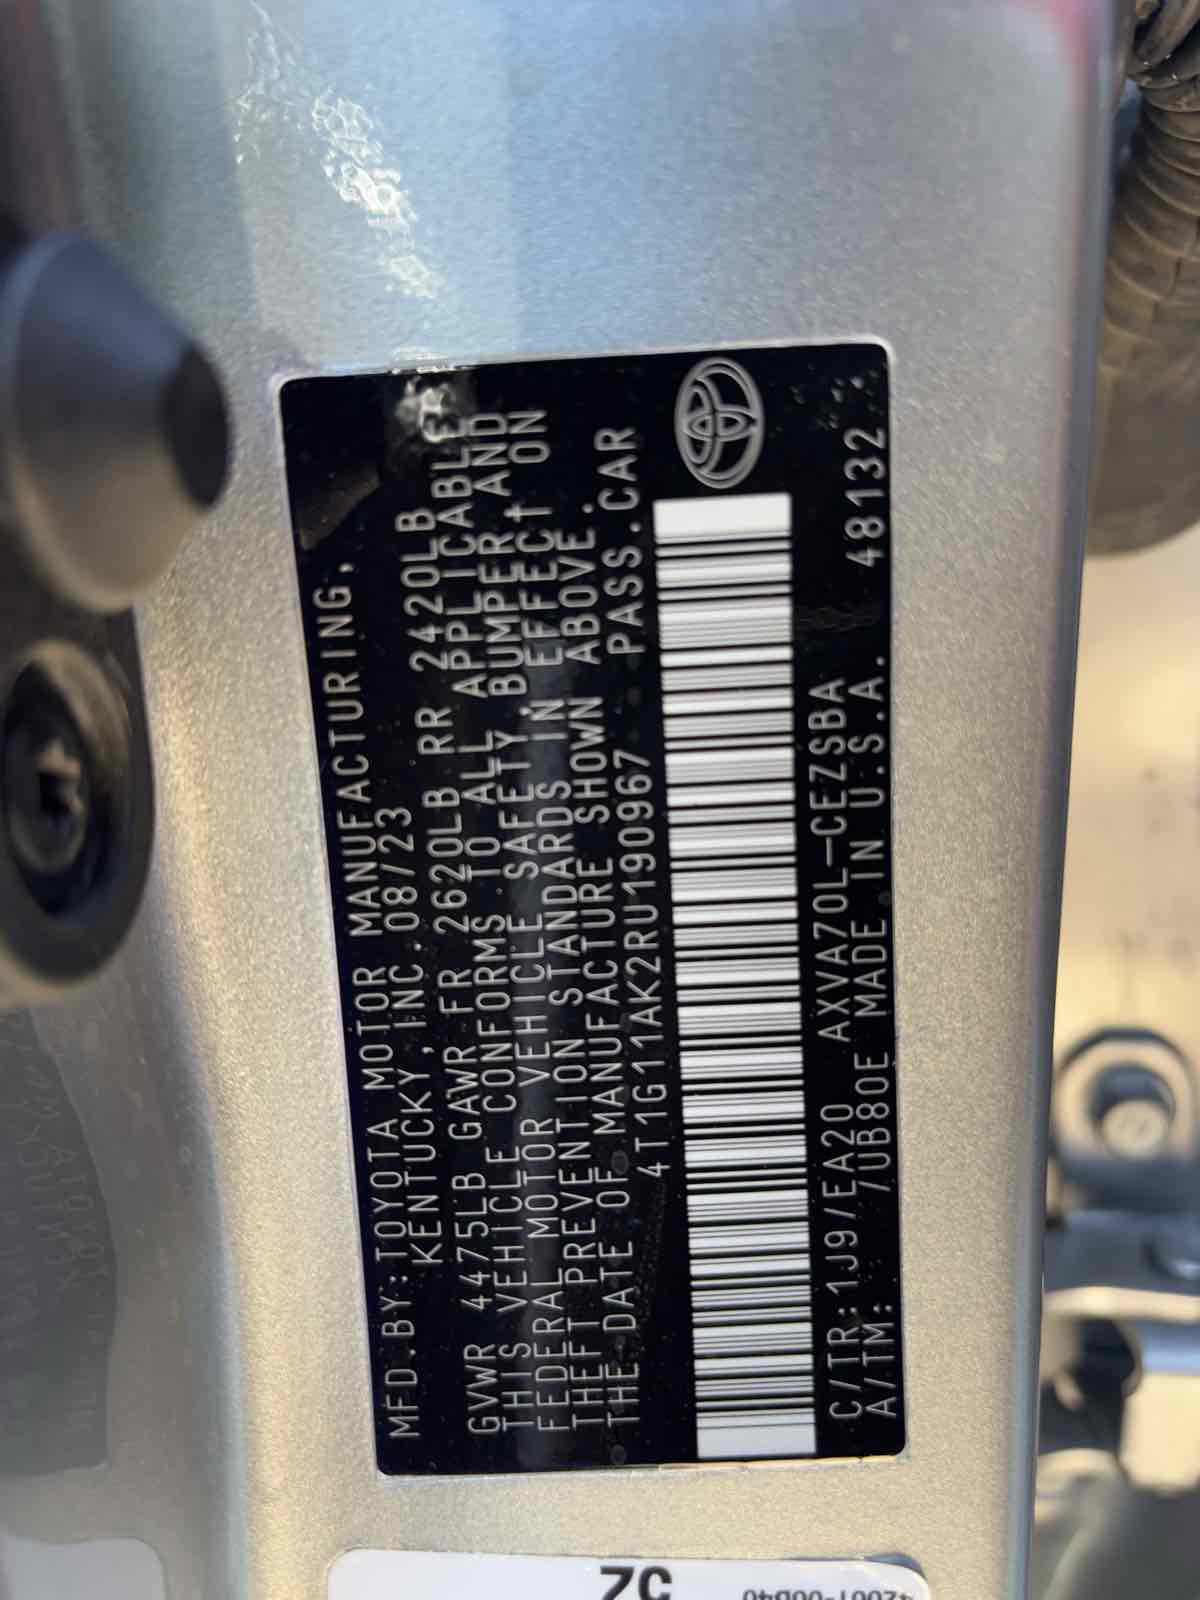 MFD.BY:TOYOTA MOTOR MANUFACTURING,
KENTUCKY,INC.08/23
GVWR 4475LB GAWR FR 2620LB RR 2420LB
THIS VEHICLE CONFORMS TO ALL APPLICABLE
FEDERAL MOTOR VEHICLE SAFETY,BUMPER AND
THEFT PREVENTION STANDARDS IN EFFECT ON
THE DATE OF MANUFACTURE SHOWN ABOVE.
4T1G11AK2RU190967 PASS.CAR
C/TR:1J9/EA20 AXVA70L-CEZSBA 48132
A/TM: /UB80E MADE IN U.S.A.
52